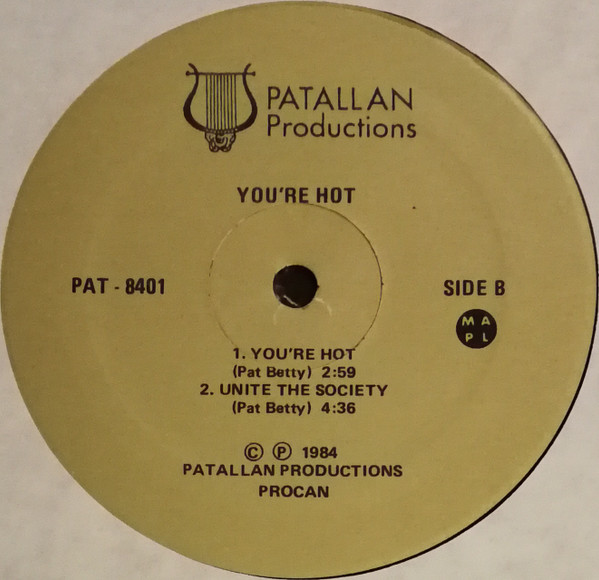 PATALLAN
Productions
YOU'RE HOT
PAT - 8401
SIDE B
M A
P L
1. YOU'RE HOT
(Pat Betty) 2:59
2. UNITE THE SOCIETY
(Pat Betty) 4:36
© ℗ 1984
PATALLAN PRODUCTIONS
PROCAN